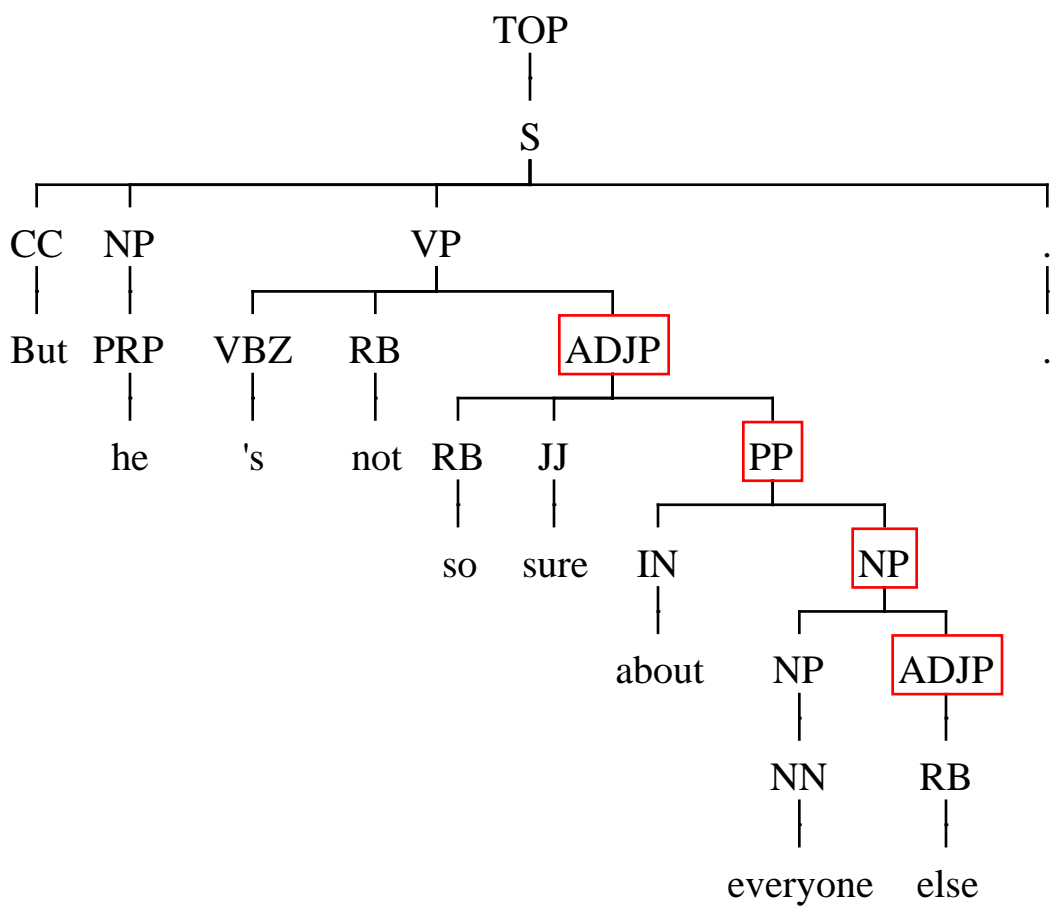 TOP
S
CC NP VP .
But PRP VBZ RB ADJP .
he 's not RB JJ PP
so sure IN NP
about NP ADJP
NN RB
everyone else